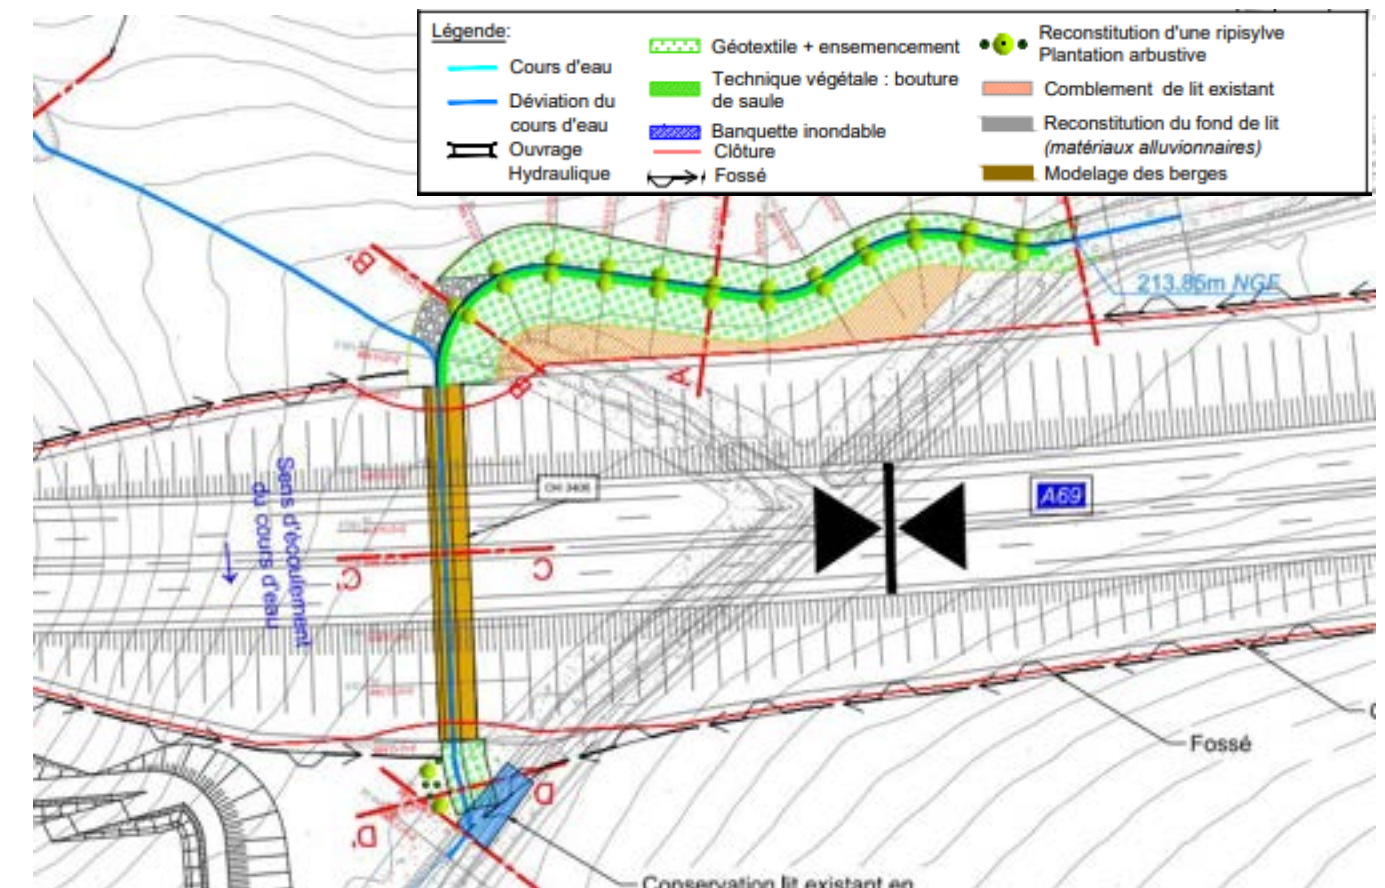 Légende:
Cours d'eau
Déviation du
cours d'eau
Ouvrage
Hydraulique
Géotextile + ensemencement
Technique végétale : bouture
de saule
Banquette inondable
Clôture
Fossé
Reconstitution d'une ripisylve
Plantation arbustive
Comblement de lit existant
Reconstitution du fond de lit
(matériaux alluvionnaires)
Modelage des berges
B'
213.85m NGF
A
B
A69
Sens d'écoulement
du cours d'eau
C'
C
Fossé
D
D'
Conservation lit existant en